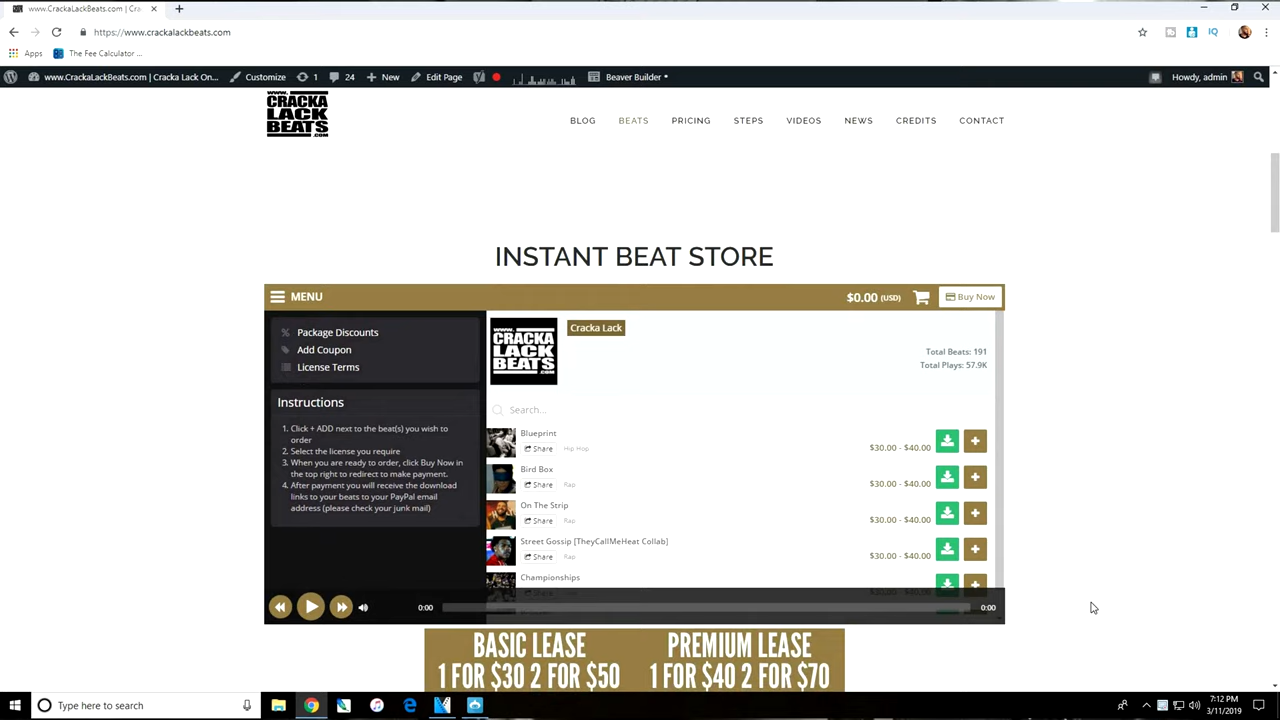 www.CrackaLackBeats.com | Cra
https://www.crackalackbeats.com
Apps
The Fee Calculator ...
www.CrackaLackBeats.com | Cracka Lack On...
Customize
1
24
New
Edit Page
Beaver Builder
Howdy, admin
IQ
WWW.
CRACKA
LACK
BEATS
.COM
BLOG
BEATS
PRICING
STEPS
VIDEOS
NEWS
CREDITS
CONTACT
INSTANT BEAT STORE
MENU
$0.00 (USD)
Buy Now
Package Discounts
Add Coupon
License Terms
Instructions
1. Click + ADD next to the beat(s) you wish to
order
2. Select the license you require
3. When you are ready to order, click Buy Now in
the top right to redirect to make payment.
4. After payment you will receive the download
links to your beats to your PayPal email
address (please check your junk mail)
WWW.
CRACKA
LACK
BEATS
.COM
Cracka Lack
Total Beats: 191
Total Plays: 57.9K
Search...
Blueprint
Share Hip Hop
$30.00 - $40.00
Bird Box
Share Rap
$30.00 - $40.00
On The Strip
Share Rap
$30.00 - $40.00
Street Gossip [TheyCallMeHeat Collab]
Share Rap
$30.00 - $40.00
Championships
0:00
0:00
BASIC LEASE
1 FOR $30 2 FOR $50
PREMIUM LEASE
1 FOR $40 2 FOR $70
Type here to search
7:12 PM
3/11/2019